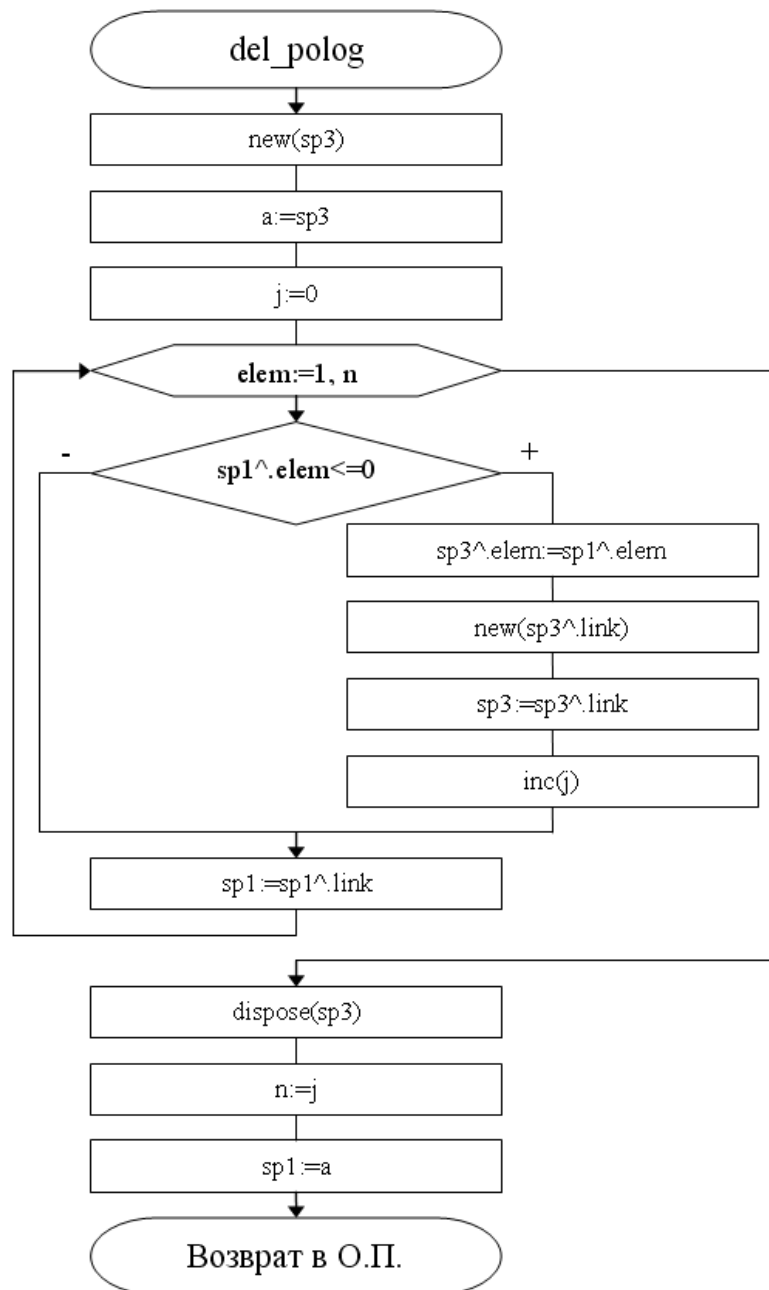 del_polog
new(sp3)
a:=sp3
j:=0
elem:=1, n
-
sp1^.elem<=0
+
sp3^.elem:=sp1^.elem
new(sp3^.link)
sp3:=sp3^.link
inc(j)
sp1:=sp1^.link
dispose(sp3)
n:=j
sp1:=a
Возврат в О.П.